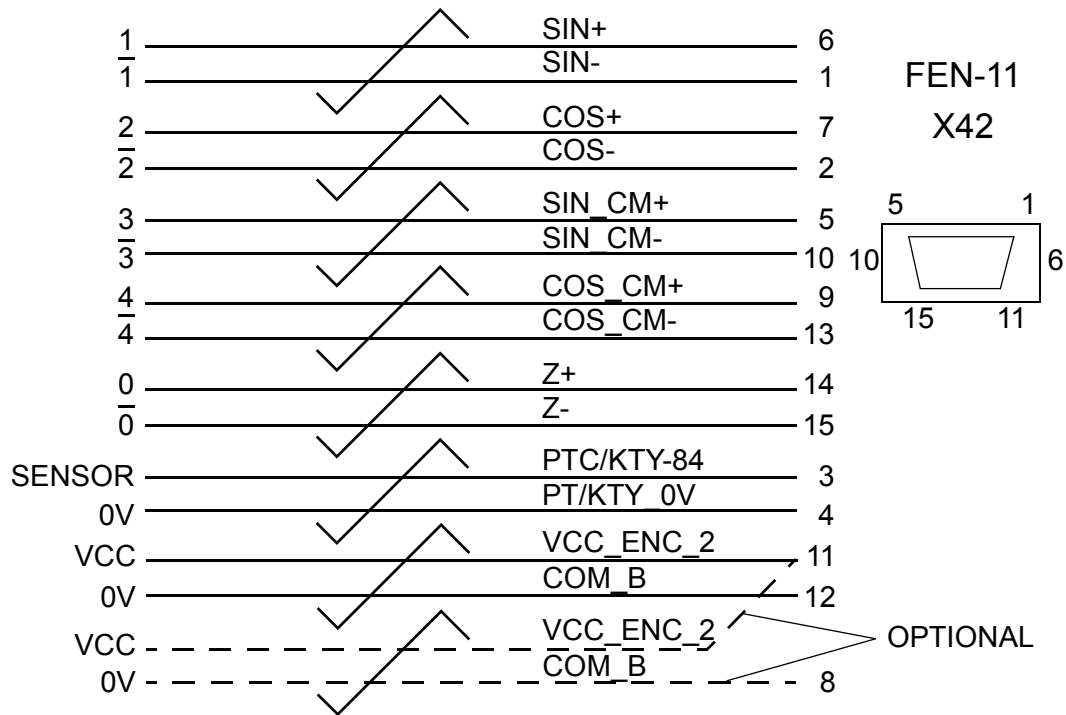 1 SIN+ 6
1 SIN- 1
FEN-11
X42
2 COS+ 7
2 COS- 2
3 SIN_CM+ 5
3 SIN_CM- 10
4 COS_CM+ 9
4 COS_CM- 13
5 1
10 6
15 11
0 Z+ 14
0 Z- 15
SENSOR PTC/KTY-84 3
0V PT/KTY_0V 4
VCC VCC_ENC_2 11
0V COM_B 12
VCC VCC_ENC_2
OPTIONAL
0V COM_B 8